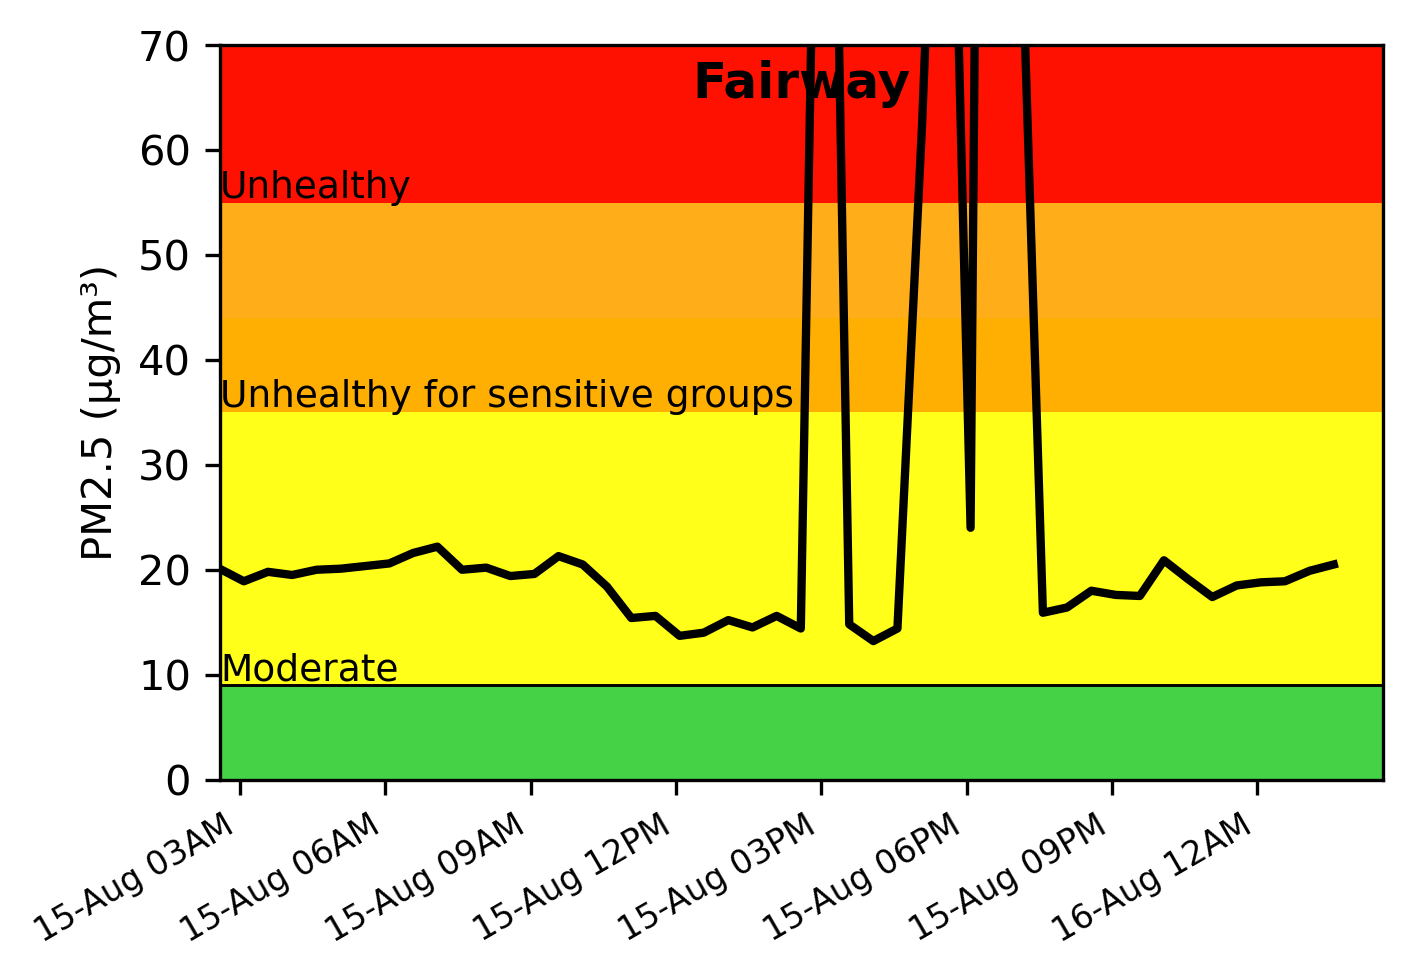 Fairway
PM2.5 (µg/m³)
70
60
50
40
30
20
10
0
Unhealthy
Unhealthy for sensitive groups
Moderate
15-Aug 03AM
15-Aug 06AM
15-Aug 09AM
15-Aug 12PM
15-Aug 03PM
15-Aug 06PM
15-Aug 09PM
16-Aug 12AM